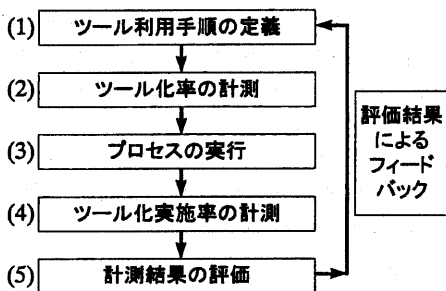 (1) ツール利用手順の定義
(2) ツール化率の計測
(3) プロセスの実行
(4) ツール化実施率の計測
(5) 計測結果の評価
評価結果
による
フィード
バック